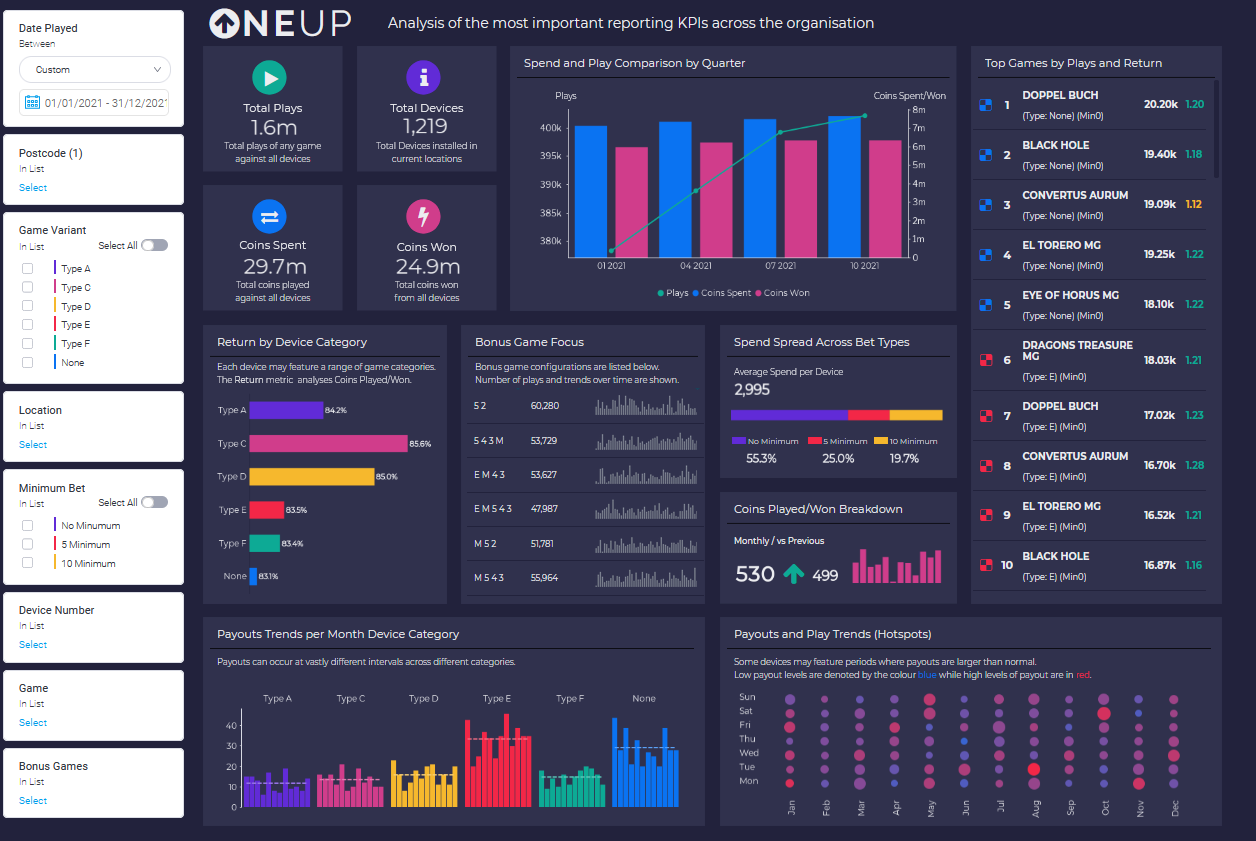 Date Played
Between
Custom
01/01/2021 - 31/12/2021
Postcode (1)
In List
Select
Game Variant
In List
Select All
Type A
Type C
Type D
Type E
Type F
None
Location
In List
Select
Minimum Bet
In List
Select All
No Minumum
5 Minimum
10 Minimum
Device Number
In List
Select
Game
In List
Select
Bonus Games
In List
Select
ONEUP
Analysis of the most important reporting KPIs across the organisation
Total Plays
1.6m
Total plays of any game
against all devices
Total Devices
1,219
Total Devices installed in
current locations
Coins Spent
29.7m
Total coins played
against all devices
Coins Won
24.9m
Total coins won
from all devices
Spend and Play Comparison by Quarter
Plays
Coins Spent/Won
400k
395k
390k
385k
380k
8m
7m
6m
5m
4m
3m
2m
1m
0
01 2021
04 2021
07 2021
10 2021
Plays
Coins Spent
Coins Won
Top Games by Plays and Return
1
DOPPEL BUCH
(Type: None) (Min0)
20.20k
1.20
2
BLACK HOLE
(Type: None) (Min0)
19.40k
1.18
3
CONVERTUS AURUM
(Type: None) (Min0)
19.09k
1.12
4
EL TORERO MG
(Type: None) (Min0)
19.25k
1.22
5
EYE OF HORUS MG
(Type: None) (Min0)
18.10k
1.22
6
DRAGONS TREASURE
MG
(Type: E) (Min0)
18.03k
1.21
7
DOPPEL BUCH
(Type: E) (Min0)
17.02k
1.23
8
CONVERTUS AURUM
(Type: E) (Min0)
16.70k
1.28
9
EL TORERO MG
(Type: E) (Min0)
16.52k
1.21
10
BLACK HOLE
(Type: E) (Min0)
16.87k
1.16
Return by Device Category
Each device may feature a range of game categories.
The Return metric analyses Coins Played/Won.
Type A
84.2%
Type C
85.6%
Type D
85.0%
Type E
83.5%
Type F
83.4%
None
83.1%
Bonus Game Focus
Bonus game configurations are listed below.
Number of plays and trends over time are shown.
5 2
60,280
5 4 3 M
53,729
E M 4 3
53,627
E M 5 4 3
47,987
M 5 2
51,781
M 5 4 3
55,964
Spend Spread Across Bet Types
Average Spend per Device
2,995
No Minimum
5 Minimum
10 Minimum
55.3%
25.0%
19.7%
Coins Played/Won Breakdown
Monthly / vs Previous
530
499
Payouts Trends per Month Device Category
Payouts can occur at vastly different intervals across different categories.
Type A
Type C
Type D
Type E
Type F
None
40
30
20
10
0
Payouts and Play Trends (Hotspots)
Some devices may feature periods where payouts are larger than normal.
Low payout levels are denoted by the colour blue while high levels of payout are in red.
Sun
Sat
Fri
Thu
Wed
Tue
Mon
Jan
Feb
Mar
Apr
May
Jun
Jul
Aug
Sep
Oct
Nov
Dec